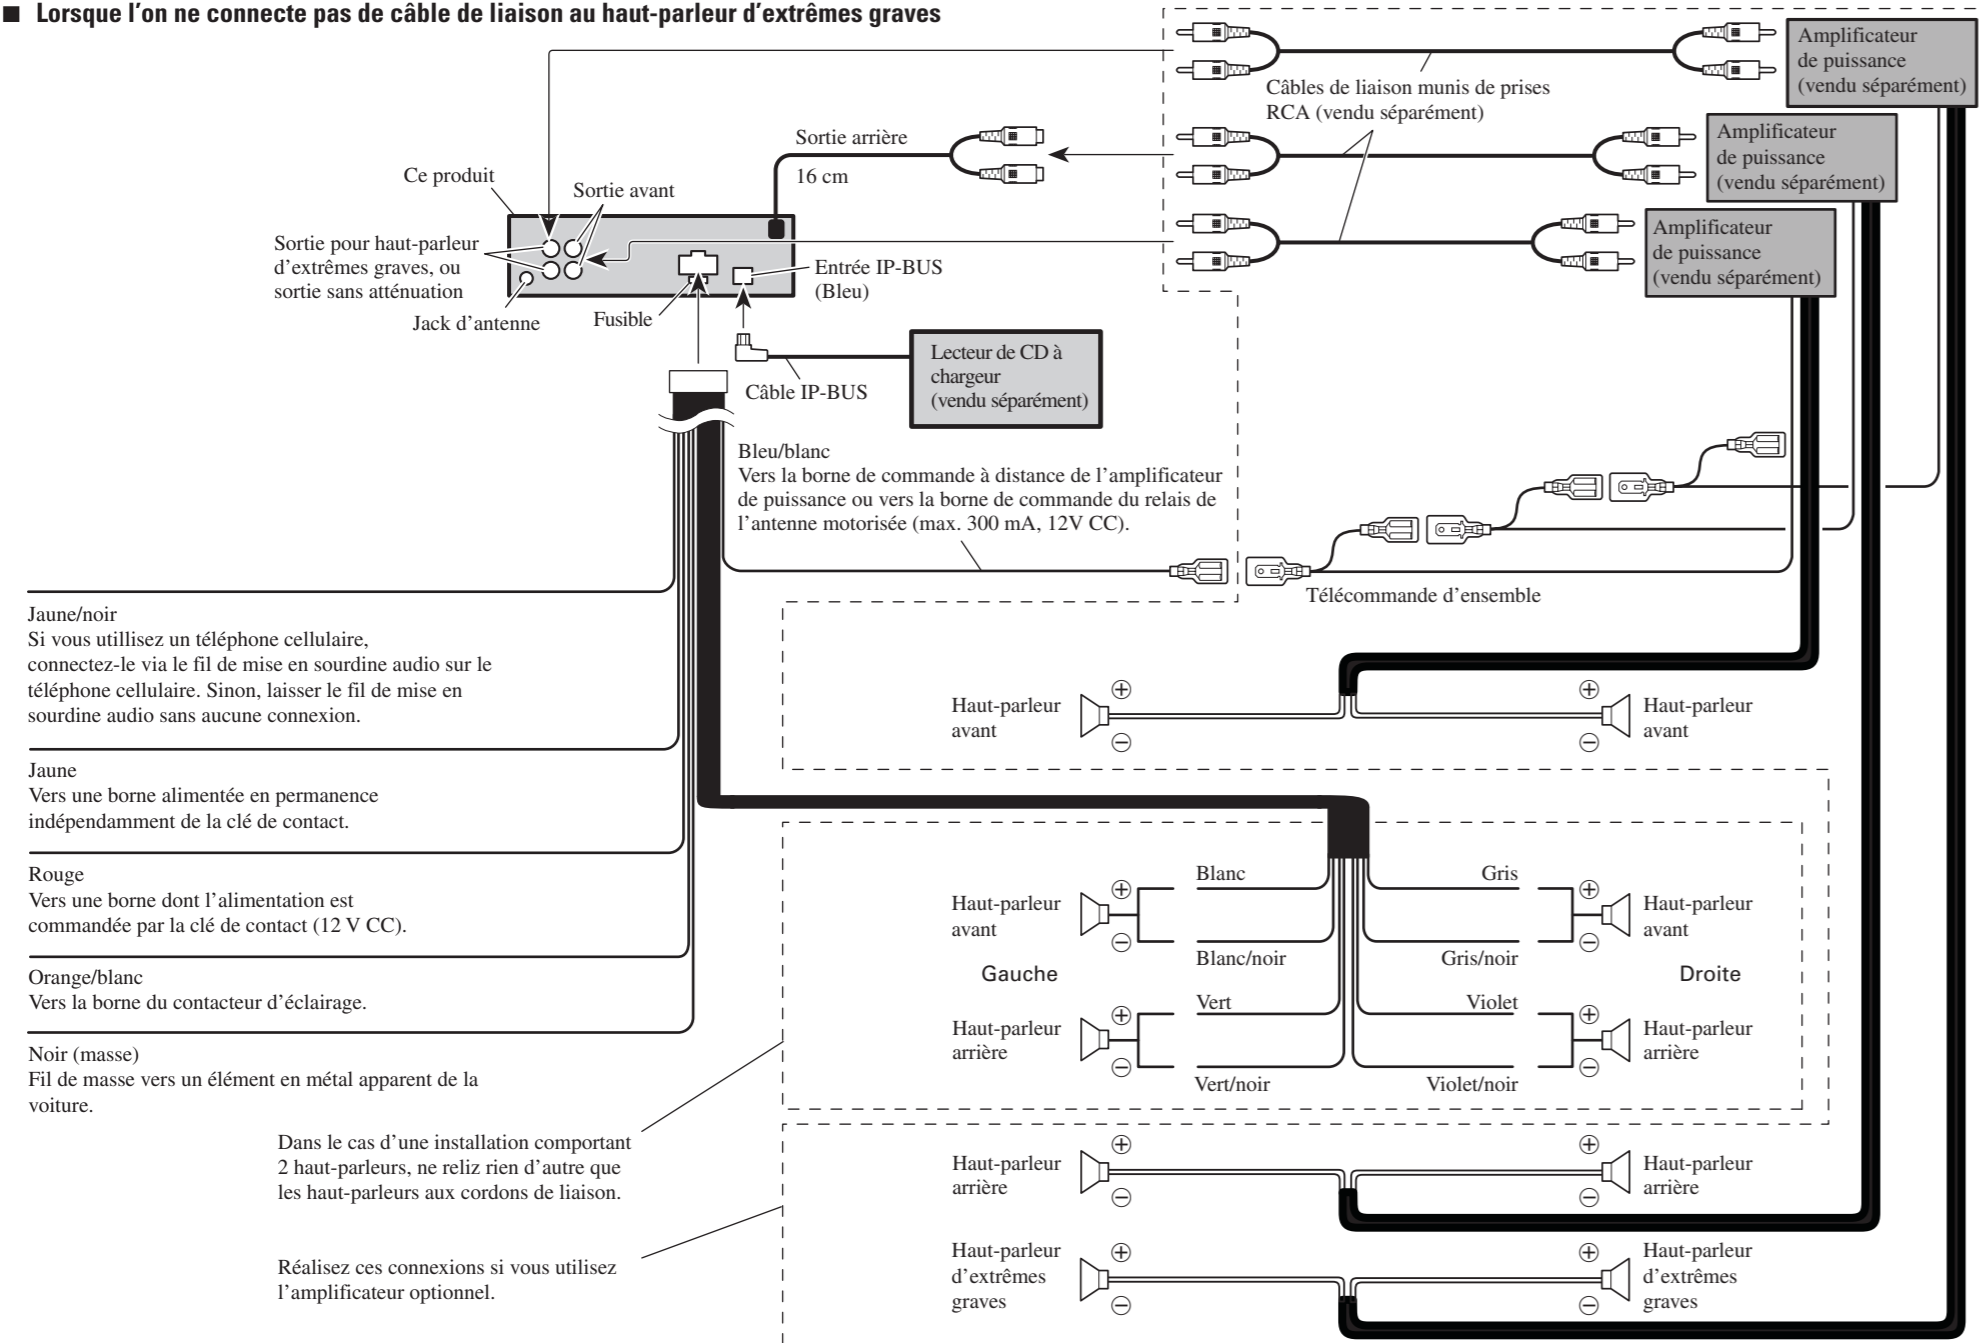 ■ Lorsque l’on ne connecte pas de câble de liaison au haut-parleur d’extrêmes graves
Amplificateur
de puissance
(vendu séparément)
Câbles de liaison munis de prises
RCA (vendu séparément)
Amplificateur
de puissance
(vendu séparément)
Sortie arrière
16 cm
Ce produit
Sortie avant
Amplificateur
de puissance
(vendu séparément)
Sortie pour haut-parleur
d’extrêmes graves, ou
sortie sans atténuation
Entrée IP-BUS
(Bleu)
Jack d’antenne
Fusible
Lecteur de CD à
chargeur
(vendu séparément)
Câble IP-BUS
Bleu/blanc
Vers la borne de commande à distance de l’amplificateur
de puissance ou vers la borne de commande du relais de
l’antenne motorisée (max. 300 mA, 12V CC).
Télécommande d’ensemble
Jaune/noir
Si vous utillisez un téléphone cellulaire,
connectez-le via le fil de mise en sourdine audio sur le
téléphone cellulaire. Sinon, laisser le fil de mise en
sourdine audio sans aucune connexion.
Jaune
Vers une borne alimentée en permanence
indépendamment de la clé de contact.
Rouge
Vers une borne dont l’alimentation est
commandée par la clé de contact (12 V CC).
Orange/blanc
Vers la borne du contacteur d’éclairage.
Noir (masse)
Fil de masse vers un élément en métal apparent de la
voiture.
Dans le cas d’une installation comportant
2 haut-parleurs, ne reliz rien d’autre que
les haut-parleurs aux cordons de liaison.
Réalisez ces connexions si vous utilisez
l’amplificateur optionnel.
Haut-parleur
avant
+
−
+
−
Haut-parleur
avant
Haut-parleur
avant
+
−
Blanc
Blanc/noir
Gris
Gris/noir
+
−
Haut-parleur
avant
Gauche
Droite
Haut-parleur
arrière
+
−
Vert
Vert/noir
Violet
Violet/noir
+
−
Haut-parleur
arrière
Haut-parleur
arrière
+
−
+
−
Haut-parleur
arrière
Haut-parleur
d’extrêmes
graves
+
−
+
−
Haut-parleur
d’extrêmes
graves